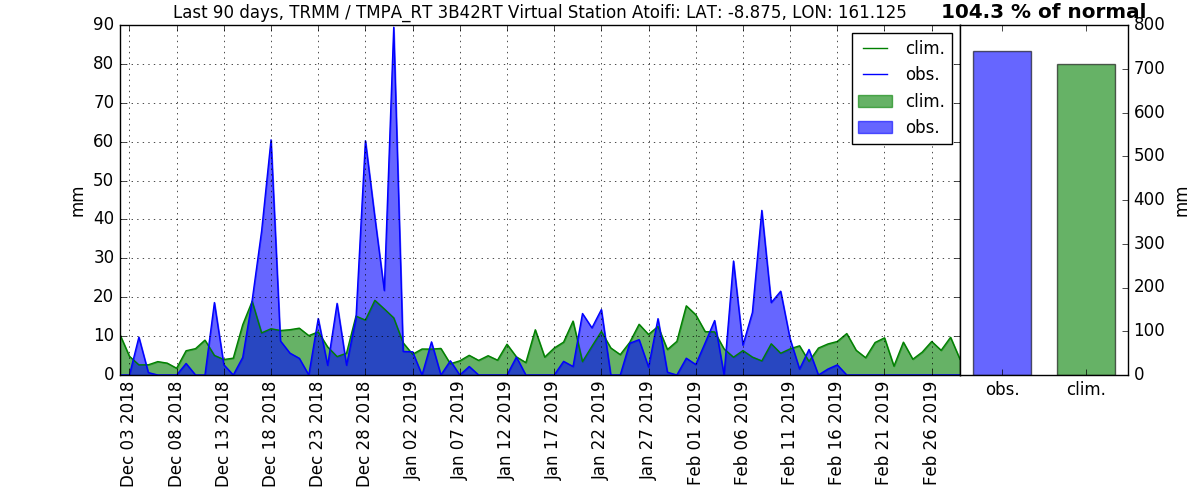 Last 90 days, TRMM / TMPA_RT 3B42RT Virtual Station Atoifi: LAT: -8.875, LON: 161.125
104.3 % of normal
90
80
70
60
50
40
30
20
10
0
mm
clim.
obs.
clim.
obs.
Dec 03 2018
Dec 08 2018
Dec 13 2018
Dec 18 2018
Dec 23 2018
Dec 28 2018
Jan 02 2019
Jan 07 2019
Jan 12 2019
Jan 17 2019
Jan 22 2019
Jan 27 2019
Feb 01 2019
Feb 06 2019
Feb 11 2019
Feb 16 2019
Feb 21 2019
Feb 26 2019
800
700
600
500
400
300
200
100
0
mm
obs.
clim.